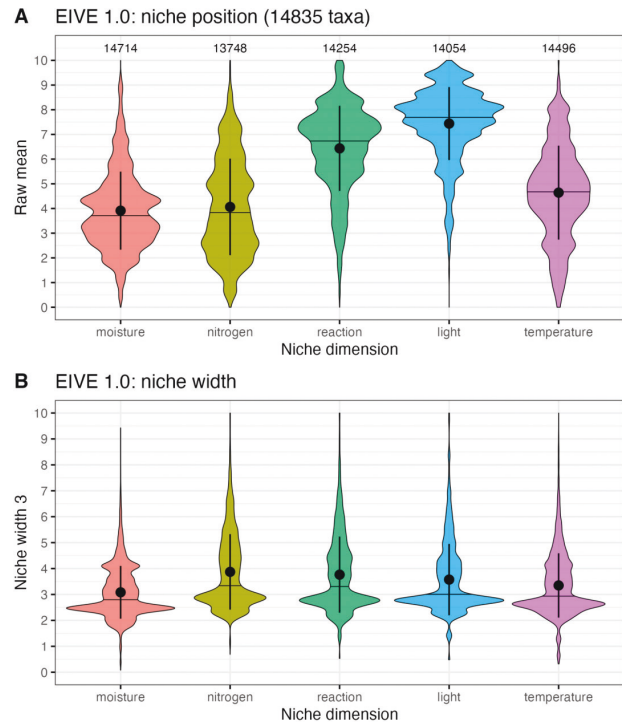 A EIVE 1.0: niche position (14835 taxa)
14714 13748 14254 14054 14496
10
9
8
7
6
5
4
3
2
1
0
Raw mean
moisture nitrogen reaction light temperature
Niche dimension
B EIVE 1.0: niche width
10
9
8
7
6
5
4
3
2
1
0
Niche width 3
moisture nitrogen reaction light temperature
Niche dimension